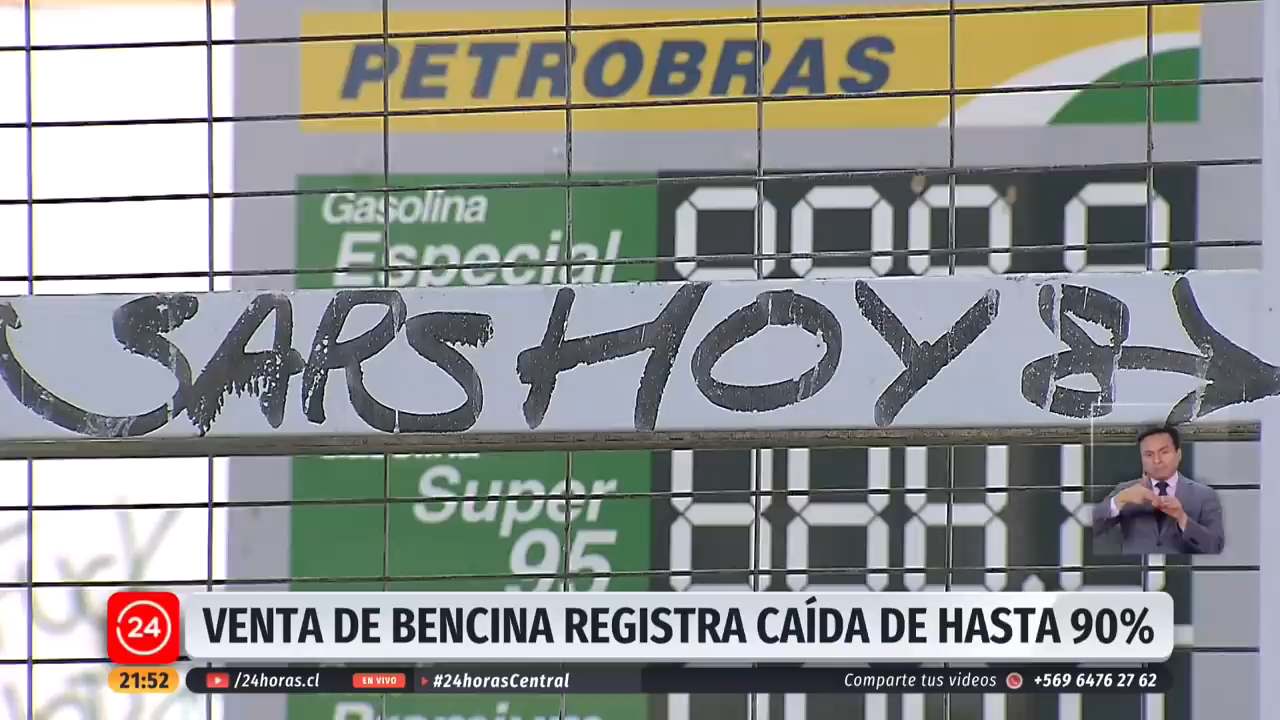 PETROBRAS
Gasolina
Especial
SARS HOY
Super
95
24
VENTA DE BENCINA REGISTRA CAÍDA DE HASTA 90%
21:52
/24horas.cl
EN VIVO
#24horasCentral
Comparte tus videos
+569 6476 27 62
Premium